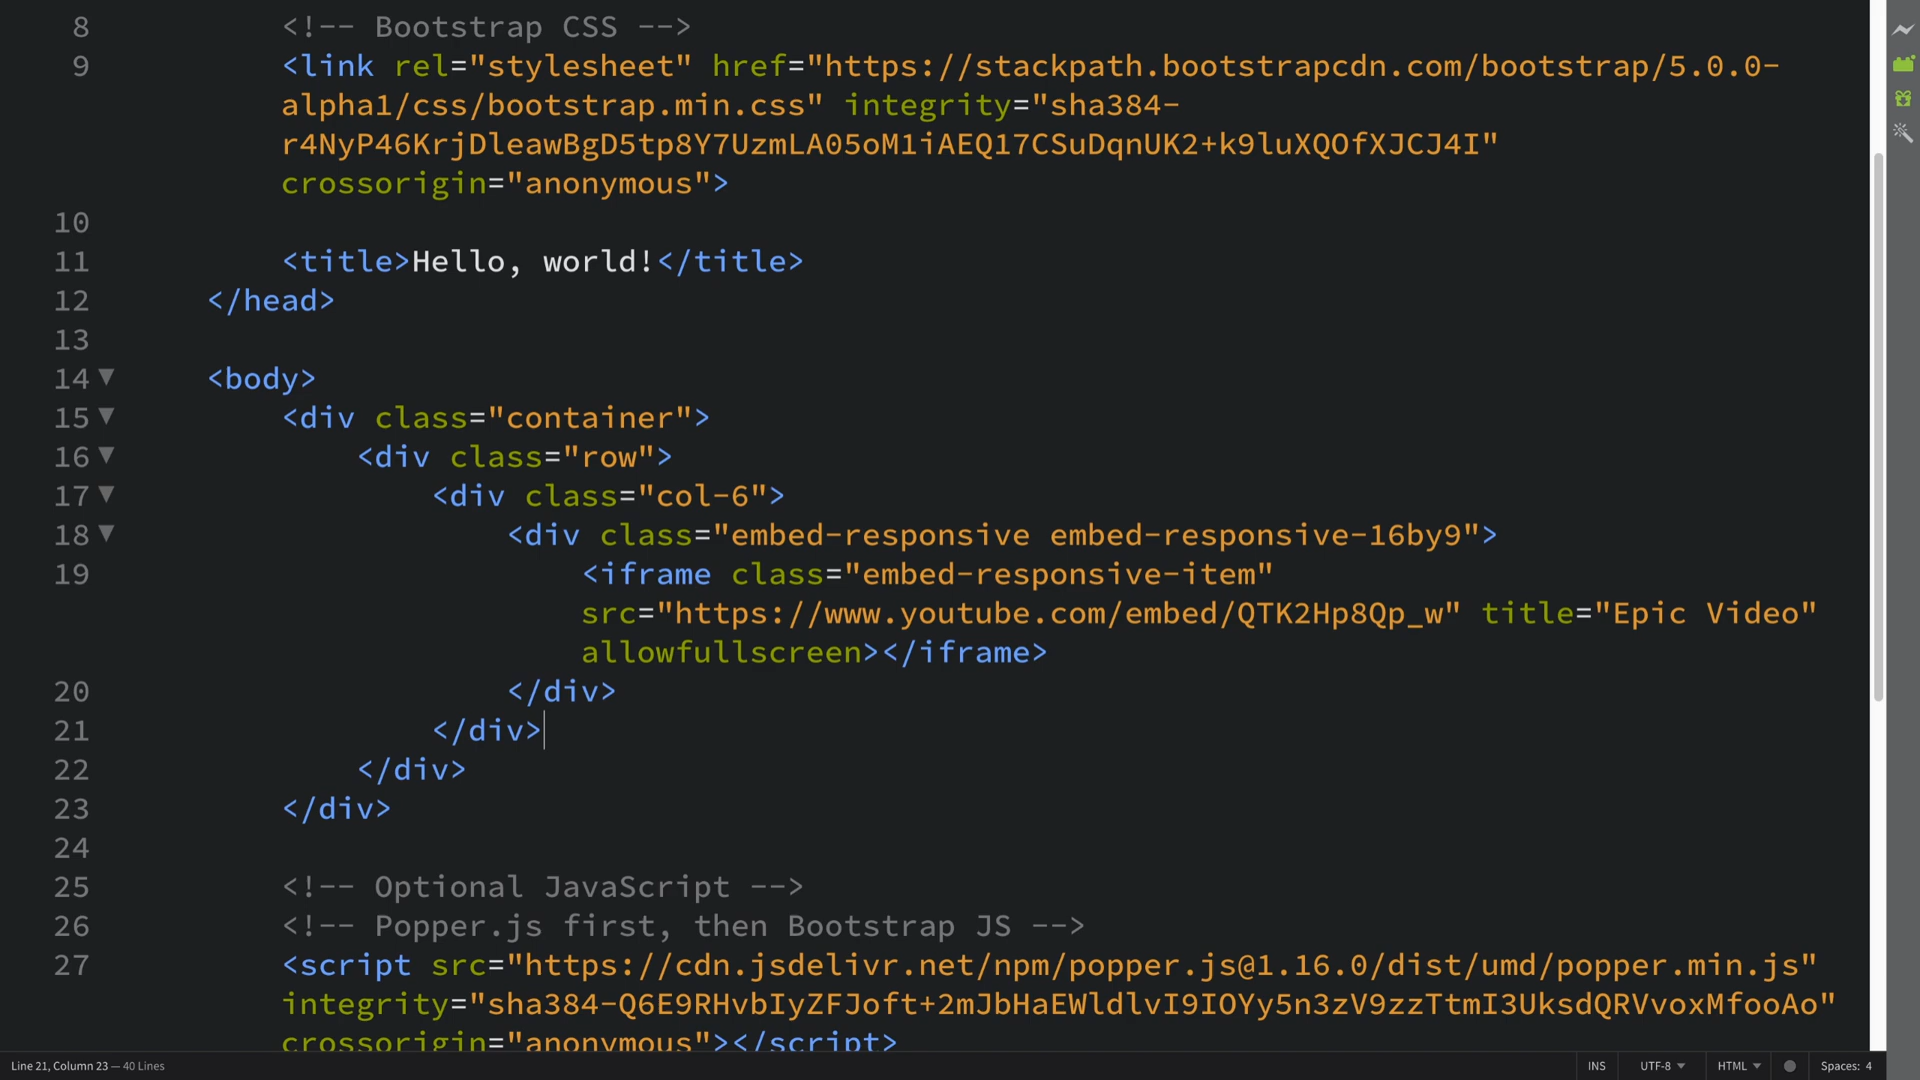 8 <!-- Bootstrap CSS -->
9 <link rel="stylesheet" href="https://stackpath.bootstrapcdn.com/bootstrap/5.0.0-
alpha1/css/bootstrap.min.css" integrity="sha384-
r4NyP46KrjDleawBgD5tp8Y7UzmLA05oM1iAEQ17CSuDqnUK2+k9luXQOfXJCJ4I"
crossorigin="anonymous">
10
11 <title>Hello, world!</title>
12 </head>
13
14 <body>
15 <div class="container">
16 <div class="row">
17 <div class="col-6">
18 <div class="embed-responsive embed-responsive-16by9">
19 <iframe class="embed-responsive-item"
src="https://www.youtube.com/embed/QTK2Hp8Qp_w" title="Epic Video"
allowfullscreen></iframe>
20 </div>
21 </div>
22 </div>
23 </div>
24
25 <!-- Optional JavaScript -->
26 <!-- Popper.js first, then Bootstrap JS -->
27 <script src="https://cdn.jsdelivr.net/npm/popper.js@1.16.0/dist/umd/popper.min.js"
integrity="sha384-Q6E9RHvbIyZFJoft+2mJbHaEWldlvI9IOYy5n3zV9zzTtmI3UksdQRVvoxMfooAo"
crossorigin="anonymous"></script>
Line 21, Column 23 — 40 Lines INS UTF-8 HTML Spaces: 4